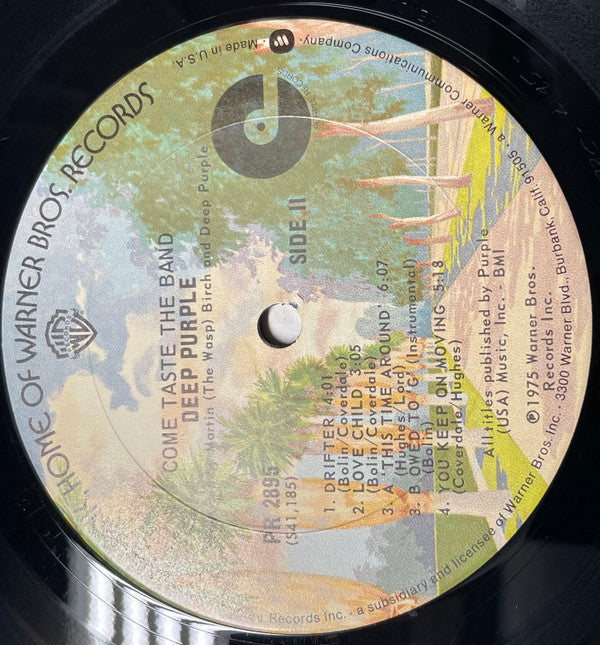 HOME OF WARNER BROS. RECORDS
Made in U.S.A.
COME TASTE THE BAND
DEEP PURPLE
Martin (The Wasp) Birch and Deep Purple
PR 2895
(S41,185)
SIDE II
1. DRIFTER 4:01
(Bolin/Coverdale)
2. LOVE CHILD 3:05
(Bolin/Coverdale)
3. A 'THIS TIME AROUND' 6:07
(Hughes/Lord)
3. B OWED TO 'G' (Instrumental)
(Bolin)
4. YOU KEEP ON MOVING 5:18
(Coverdale/Hughes)
All titles published by Purple
(USA) Music, Inc. - BMI
℗1975 Warner Bros.
Records Inc.
Records Inc. · a subsidiary and licensee of Warner Bros. Inc. · 3300 Warner Blvd., Burbank, Calif. 91505 · a Warner Communications Company ·